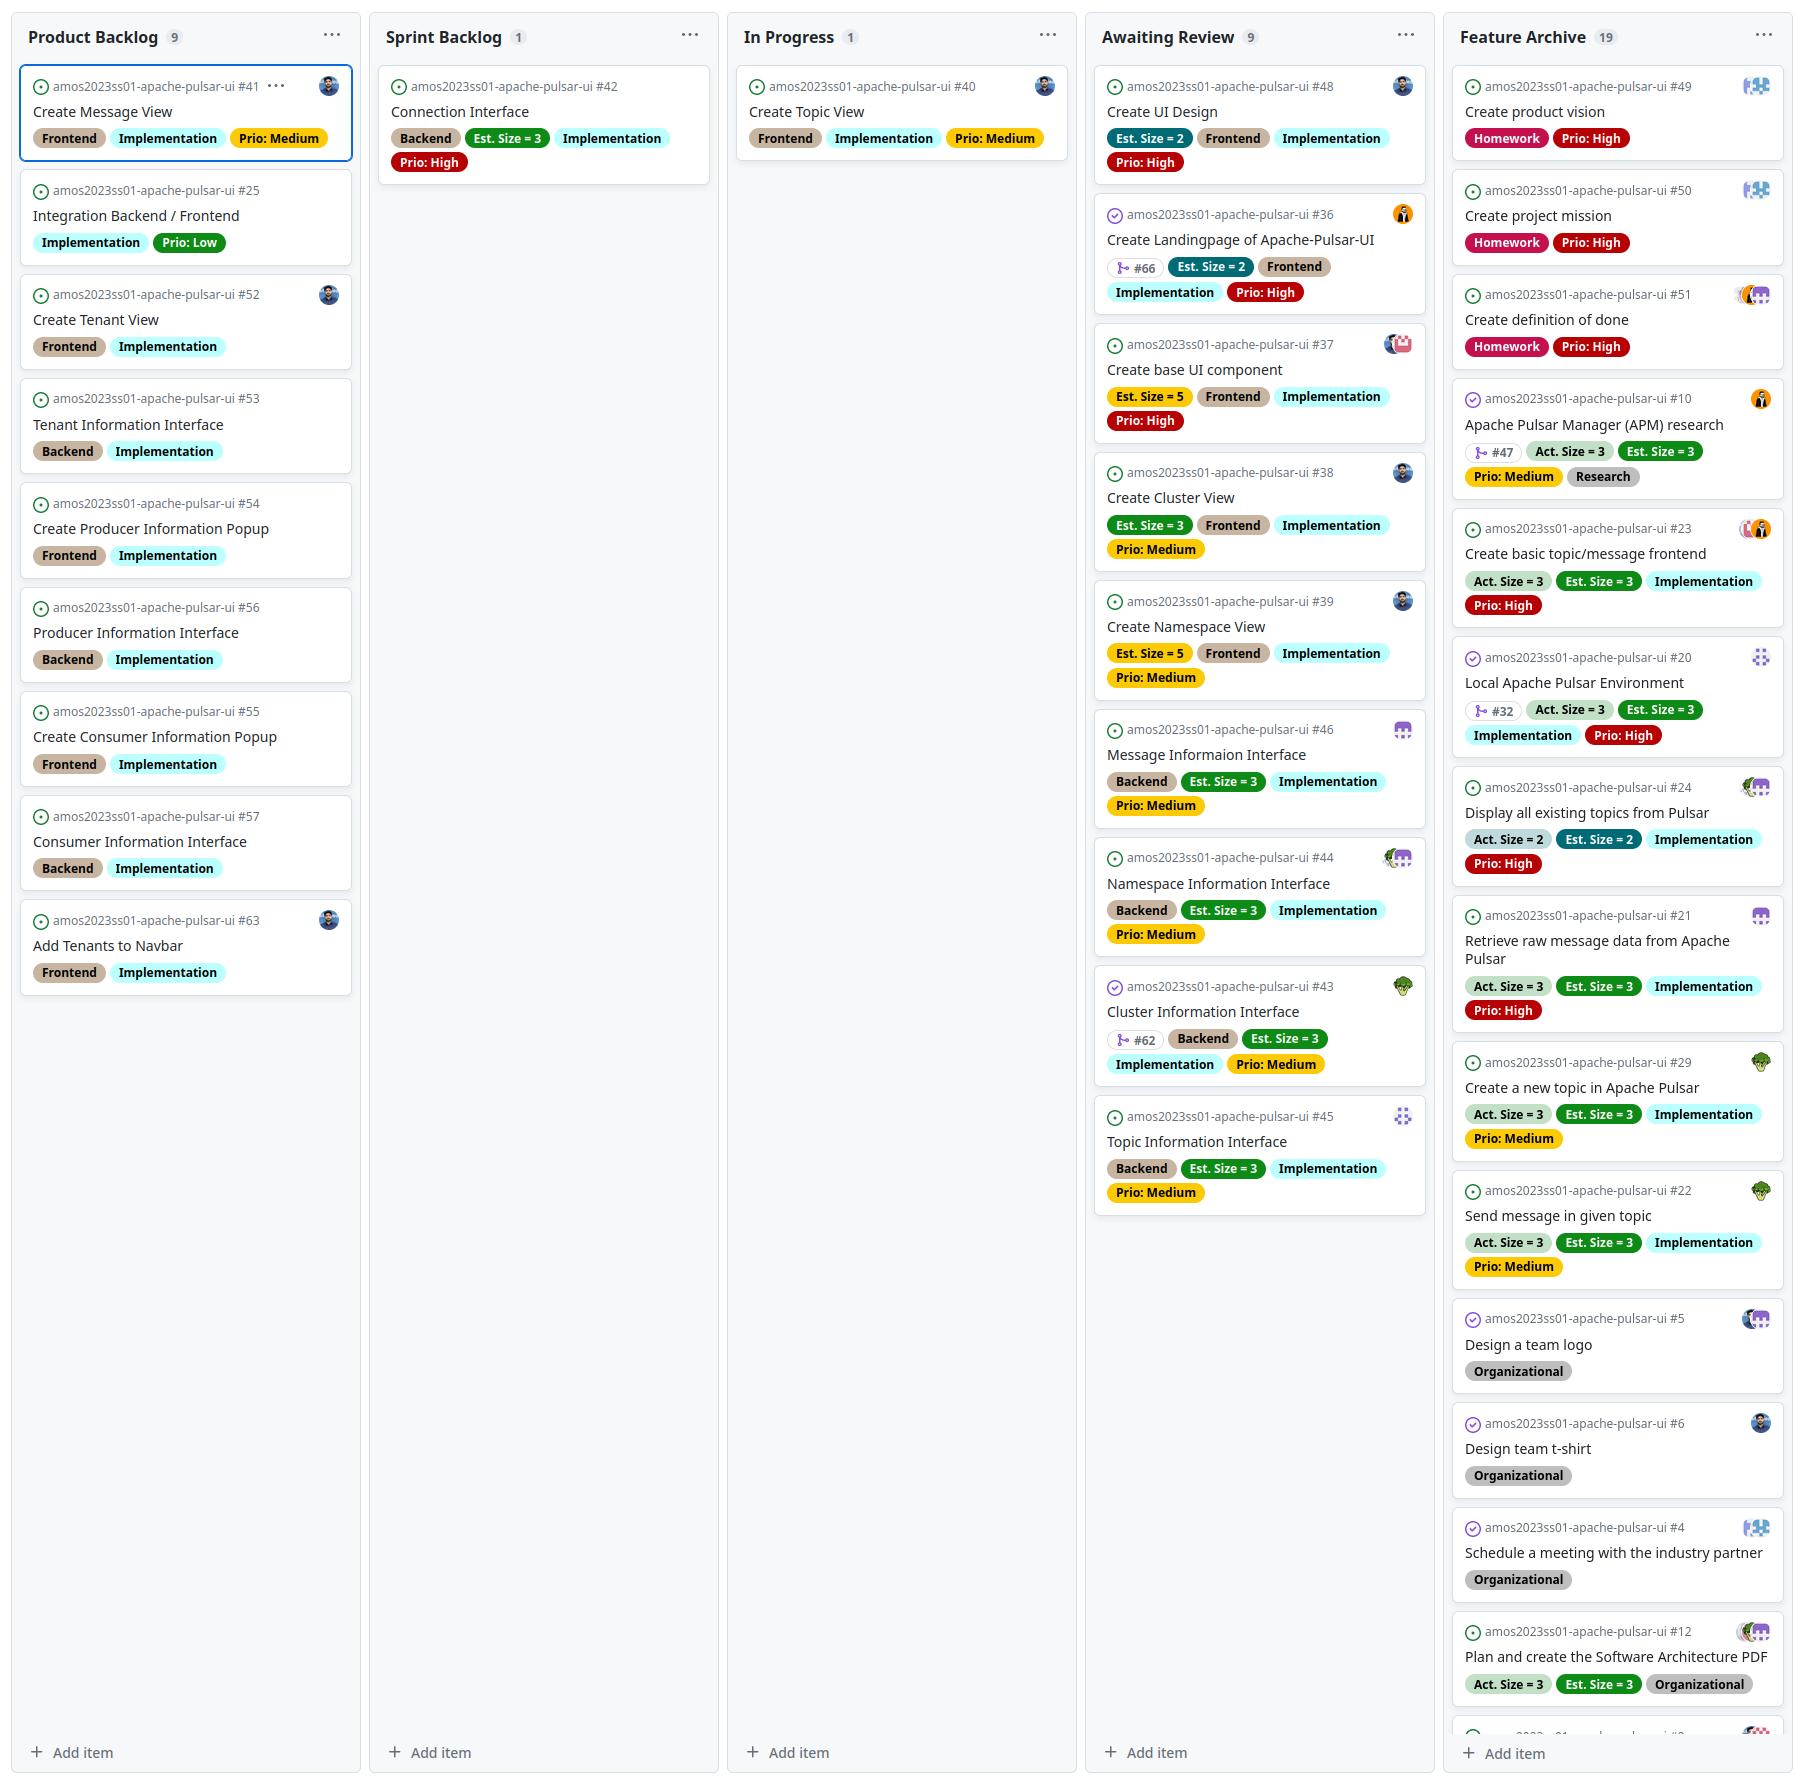 Product Backlog 9
amos2023ss01-apache-pulsar-ui #41
Create Message View
Frontend Implementation Prio: Medium
amos2023ss01-apache-pulsar-ui #25
Integration Backend / Frontend
Implementation Prio: Low
amos2023ss01-apache-pulsar-ui #52
Create Tenant View
Frontend Implementation
amos2023ss01-apache-pulsar-ui #53
Tenant Information Interface
Backend Implementation
amos2023ss01-apache-pulsar-ui #54
Create Producer Information Popup
Frontend Implementation
amos2023ss01-apache-pulsar-ui #56
Producer Information Interface
Backend Implementation
amos2023ss01-apache-pulsar-ui #55
Create Consumer Information Popup
Frontend Implementation
amos2023ss01-apache-pulsar-ui #57
Consumer Information Interface
Backend Implementation
amos2023ss01-apache-pulsar-ui #63
Add Tenants to Navbar
Frontend Implementation
+ Add item
Sprint Backlog 1
amos2023ss01-apache-pulsar-ui #42
Connection Interface
Backend Est. Size = 3 Implementation
Prio: High
+ Add item
In Progress 1
amos2023ss01-apache-pulsar-ui #40
Create Topic View
Frontend Implementation Prio: Medium
+ Add item
Awaiting Review 9
amos2023ss01-apache-pulsar-ui #48
Create UI Design
Est. Size = 2 Frontend Implementation
Prio: High
amos2023ss01-apache-pulsar-ui #36
Create Landingpage of Apache-Pulsar-UI
#66 Est. Size = 2 Frontend
Implementation Prio: High
amos2023ss01-apache-pulsar-ui #37
Create base UI component
Est. Size = 5 Frontend Implementation
Prio: High
amos2023ss01-apache-pulsar-ui #38
Create Cluster View
Est. Size = 3 Frontend Implementation
Prio: Medium
amos2023ss01-apache-pulsar-ui #39
Create Namespace View
Est. Size = 5 Frontend Implementation
Prio: Medium
amos2023ss01-apache-pulsar-ui #46
Message Informaion Interface
Backend Est. Size = 3 Implementation
Prio: Medium
amos2023ss01-apache-pulsar-ui #44
Namespace Information Interface
Backend Est. Size = 3 Implementation
Prio: Medium
amos2023ss01-apache-pulsar-ui #43
Cluster Information Interface
#62 Backend Est. Size = 3
Implementation Prio: Medium
amos2023ss01-apache-pulsar-ui #45
Topic Information Interface
Backend Est. Size = 3 Implementation
Prio: Medium
+ Add item
Feature Archive 19
amos2023ss01-apache-pulsar-ui #49
Create product vision
Homework Prio: High
amos2023ss01-apache-pulsar-ui #50
Create project mission
Homework Prio: High
amos2023ss01-apache-pulsar-ui #51
Create definition of done
Homework Prio: High
amos2023ss01-apache-pulsar-ui #10
Apache Pulsar Manager (APM) research
#47 Act. Size = 3 Est. Size = 3
Prio: Medium Research
amos2023ss01-apache-pulsar-ui #23
Create basic topic/message frontend
Act. Size = 3 Est. Size = 3 Implementation
Prio: High
amos2023ss01-apache-pulsar-ui #20
Local Apache Pulsar Environment
#32 Act. Size = 3 Est. Size = 3
Implementation Prio: High
amos2023ss01-apache-pulsar-ui #24
Display all existing topics from Pulsar
Act. Size = 2 Est. Size = 2 Implementation
Prio: High
amos2023ss01-apache-pulsar-ui #21
Retrieve raw message data from Apache
Pulsar
Act. Size = 3 Est. Size = 3 Implementation
Prio: High
amos2023ss01-apache-pulsar-ui #29
Create a new topic in Apache Pulsar
Act. Size = 3 Est. Size = 3 Implementation
Prio: Medium
amos2023ss01-apache-pulsar-ui #22
Send message in given topic
Act. Size = 3 Est. Size = 3 Implementation
Prio: Medium
amos2023ss01-apache-pulsar-ui #5
Design a team logo
Organizational
amos2023ss01-apache-pulsar-ui #6
Design team t-shirt
Organizational
amos2023ss01-apache-pulsar-ui #4
Schedule a meeting with the industry partner
Organizational
amos2023ss01-apache-pulsar-ui #12
Plan and create the Software Architecture PDF
Act. Size = 3 Est. Size = 3 Organizational
+ Add item